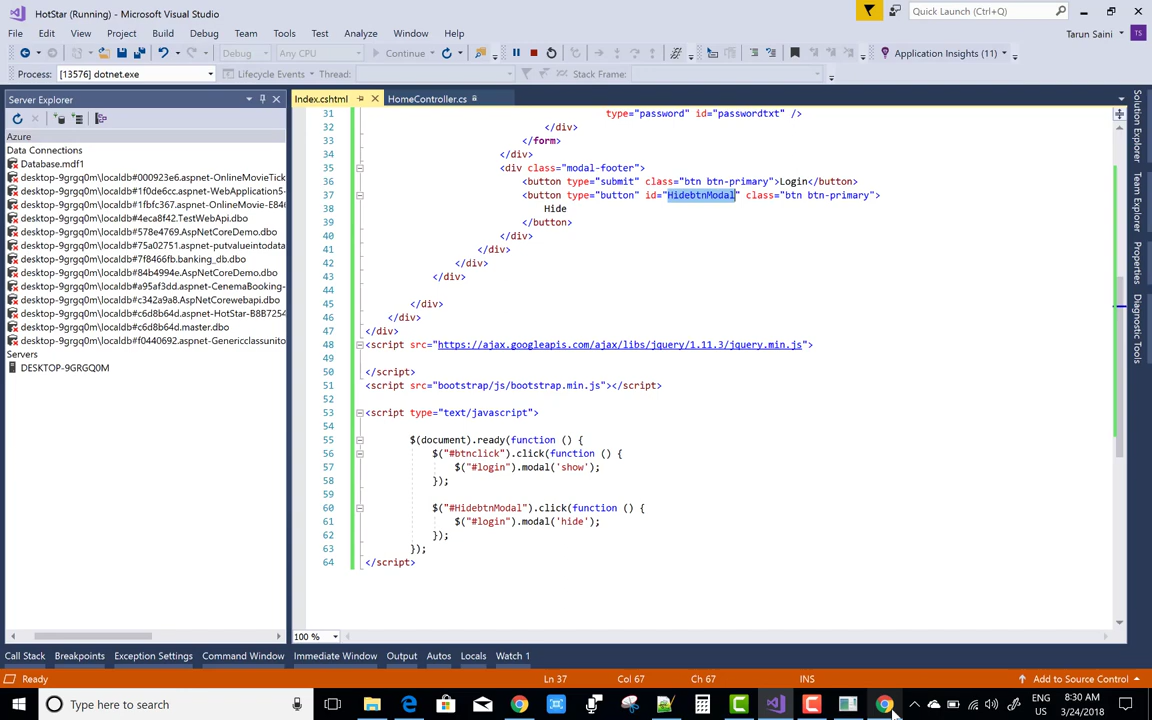 HotStar (Running) - Microsoft Visual Studio
Quick Launch (Ctrl+Q)
File Edit View Project Build Debug Team Tools Test Analyze Window Help
Tarun Saini
TS
Debug Any CPU Continue Application Insights (11)
Process: [13576] dotnet.exe Lifecycle Events Thread: Stack Frame:
Server Explorer
Azure
Data Connections
Database.mdf1
desktop-9grgq0m\localdb#000923e6.aspnet-OnlineMovieTick
desktop-9grgq0m\localdb#1f0de6cc.aspnet-WebApplication5-
desktop-9grgq0m\localdb#1fbfc367.aspnet-OnlineMovie-E846
desktop-9grgq0m\localdb#4eca8f42.TestWebApi.dbo
desktop-9grgq0m\localdb#578e4769.AspNetCoreDemo.dbo
desktop-9grgq0m\localdb#75a02751.aspnet-putvalueintodata
desktop-9grgq0m\localdb#7f8466fb.banking_db.dbo
desktop-9grgq0m\localdb#84b4994e.AspNetCoreDemo.dbo
desktop-9grgq0m\localdb#a95af3d3.aspnet-CenemaBooking-
desktop-9grgq0m\localdb#c342a9a8.AspNetCorewebapi.dbo
desktop-9grgq0m\localdb#c6d8b64d.aspnet-HotStar-B8B7254
desktop-9grgq0m\localdb#c6d8b64d.master.dbo
desktop-9grgq0m\localdb#f0440692.aspnet-Genericclassunito
Servers
DESKTOP-9GRGQ0M
Index.cshtml HomeController.cs
31 type="password" id="passwordtxt" />
32 </div>
33 </form>
34 </div>
35 <div class="modal-footer">
36 <button type="submit" class="btn btn-primary">Login</button>
37 <button type="button" id="HidebtnModal" class="btn btn-primary">
38 Hide
39 </button>
40 </div>
41 </div>
42 </div>
43 </div>
44
45 </div>
46 </div>
47 </div>
48 <script src="https://ajax.googleapis.com/ajax/libs/jquery/1.11.3/jquery.min.js">
49
50 </script>
51 <script src="bootstrap/js/bootstrap.min.js"></script>
52
53 <script type="text/javascript">
54
55 $(document).ready(function () {
56 $("#btnclick").click(function () {
57 $("#login").modal('show');
58 });
59
60 $("#HidebtnModal").click(function () {
61 $("#login").modal('hide');
62 });
63 });
64 </script>
100 %
Solution Explorer
Team Explorer
Properties
Diagnostic Tools
Call Stack Breakpoints Exception Settings Command Window Immediate Window Output Autos Locals Watch 1
Ready Ln 37 Col 67 Ch 67 INS Add to Source Control
Type here to search
ENG
US
8:30 AM
3/24/2018